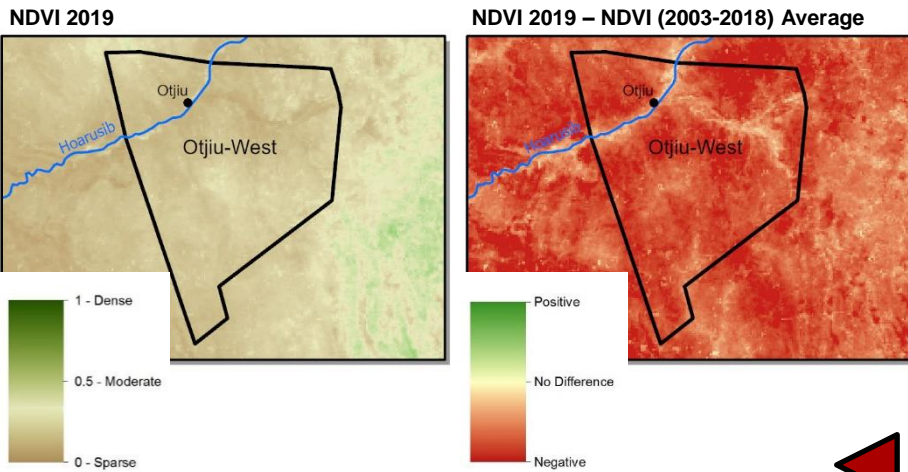 NDVI 2019
Otjiu
Hoarusib
Otjiu-West
1 - Dense
0.5 - Moderate
0 - Sparse
NDVI 2019 – NDVI (2003-2018) Average
Otjiu
Hoarusib
Otjiu-West
Positive
No Difference
Negative